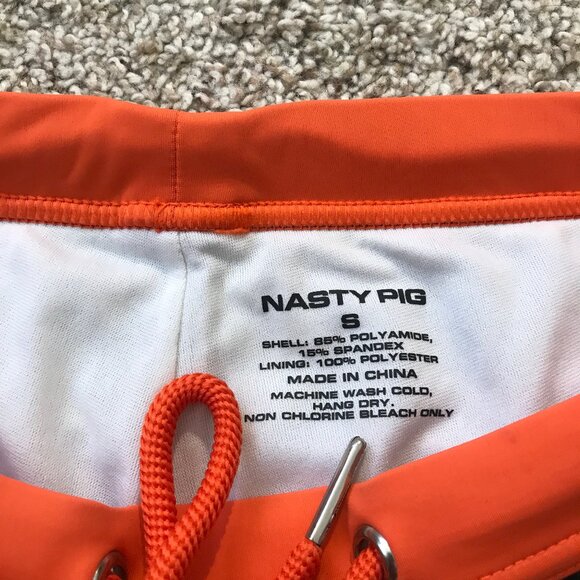 NASTY PIG
S
SHELL: 85% POLYAMIDE,
15% SPANDEX
LINING: 100% POLYESTER
MADE IN CHINA
MACHINE WASH COLD,
HANG DRY.
NON CHLORINE BLEACH ONLY